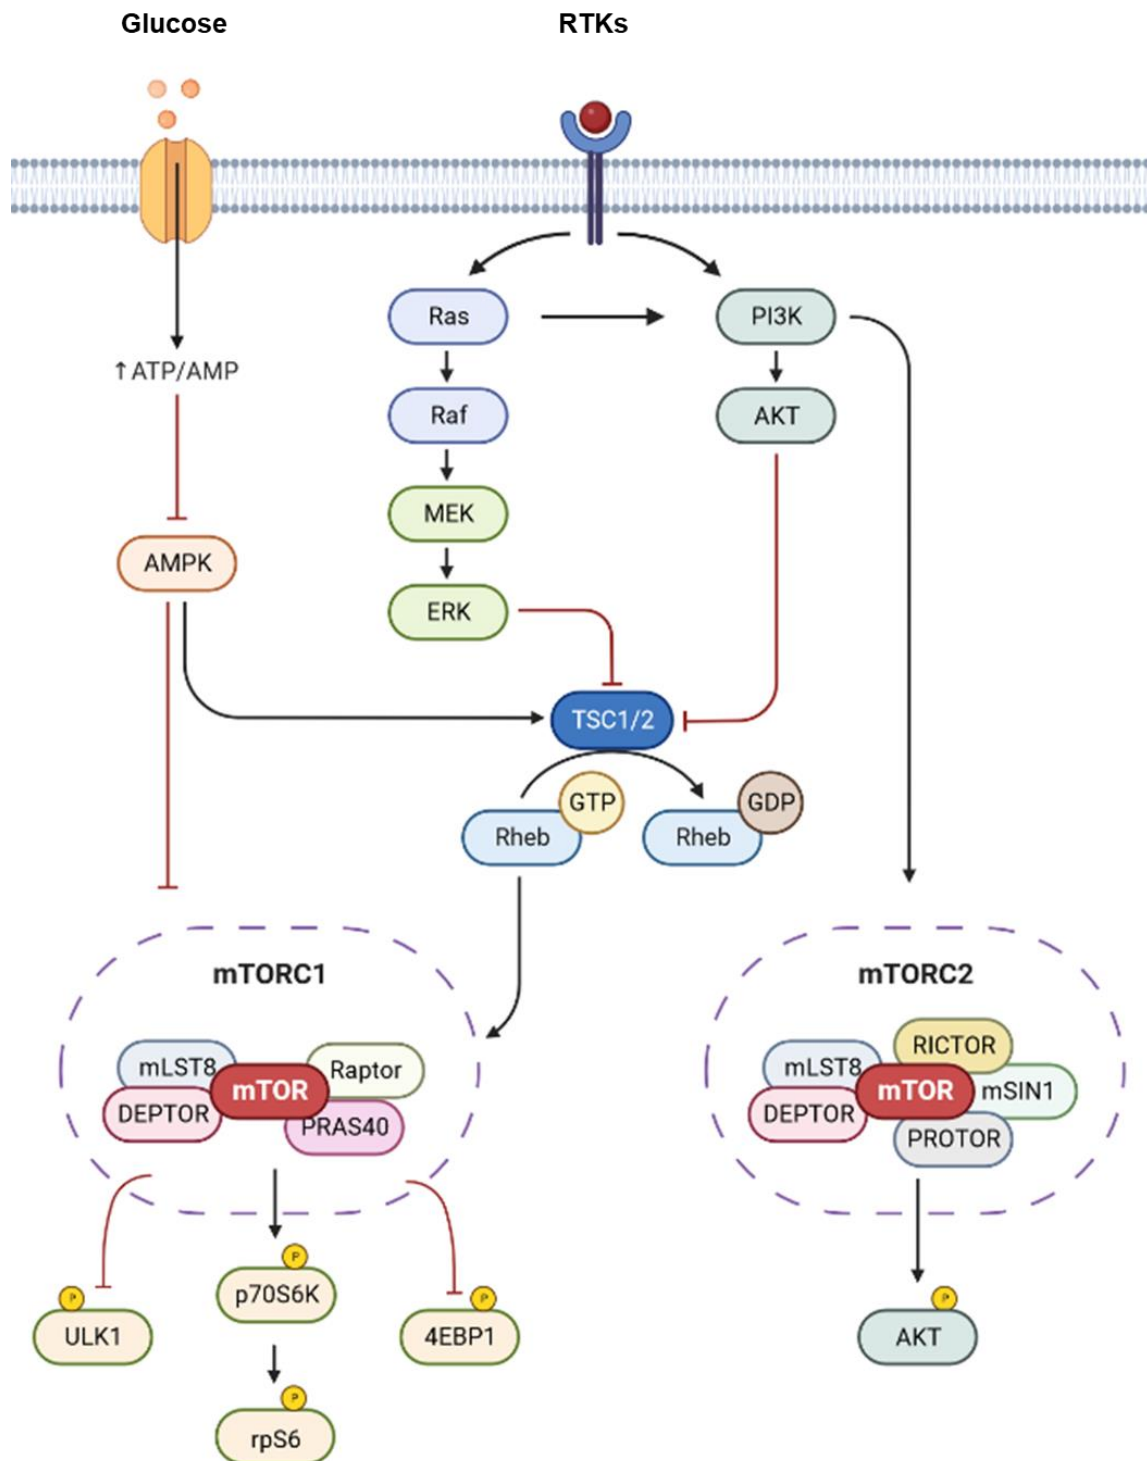 Glucose
RTKs
Ras
PI3K
↑ATP/AMP
Raf
AKT
MEK
AMPK
ERK
TSC1/2
GTP
GDP
Rheb
Rheb
mTORC1
mTORC2
mLST8
Raptor
mTOR
DEPTOR
PRAS40
RICTOR
mLST8
mTOR
mSIN1
DEPTOR
PROTOR
P
p70S6K
P
ULK1
P
4EBP1
P
AKT
P
rpS6